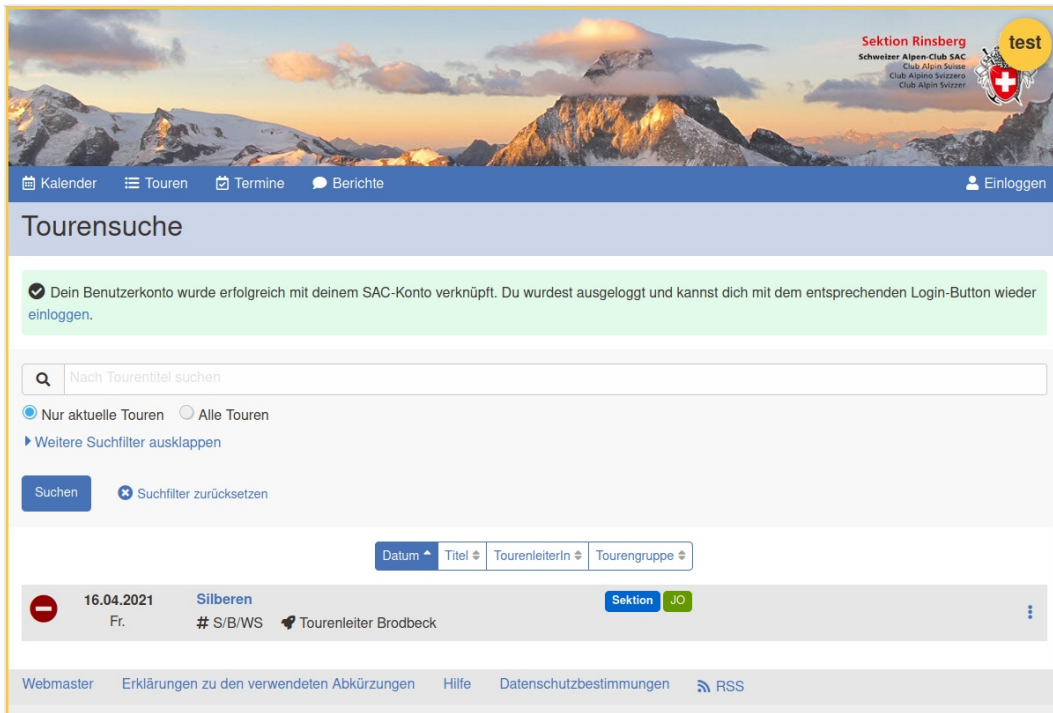 Sektion Rinsberg
Schweizer Alpen-Club SAC
Club Alpin Suisse
Club Alpino Svizzero
Club Alpin Svizzer
test
Kalender Touren Termine Berichte Einloggen
Tourensuche
Dein Benutzerkonto wurde erfolgreich mit deinem SAC-Konto verknüpft. Du wurdest ausgeloggt und kannst dich mit dem entsprechenden Login-Button wieder
einloggen.
Nach Tourentitel suchen
Nur aktuelle Touren Alle Touren
Weitere Suchfilter ausklappen
Suchen Suchfilter zurücksetzen
Datum Titel TourenleiterIn Tourengruppe
16.04.2021 Silberen Sektion JO
Fr. # S/B/WS Tourenleiter Brodbeck
Webmaster Erklärungen zu den verwendeten Abkürzungen Hilfe Datenschutzbestimmungen RSS